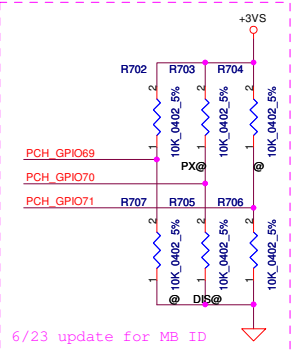 +3VS
R702 R703 R704
2 2 2
10K_0402_5% 10K_0402_5% 10K_0402_5%
1 1 1
PCH_GPIO69
PX@ @
PCH_GPIO70
PCH_GPIO71
R707 R705 R706
2 2 2
10K_0402_5% 10K_0402_5% 10K_0402_5%
1 1 1
@ DIS@
6/23 update for MB ID